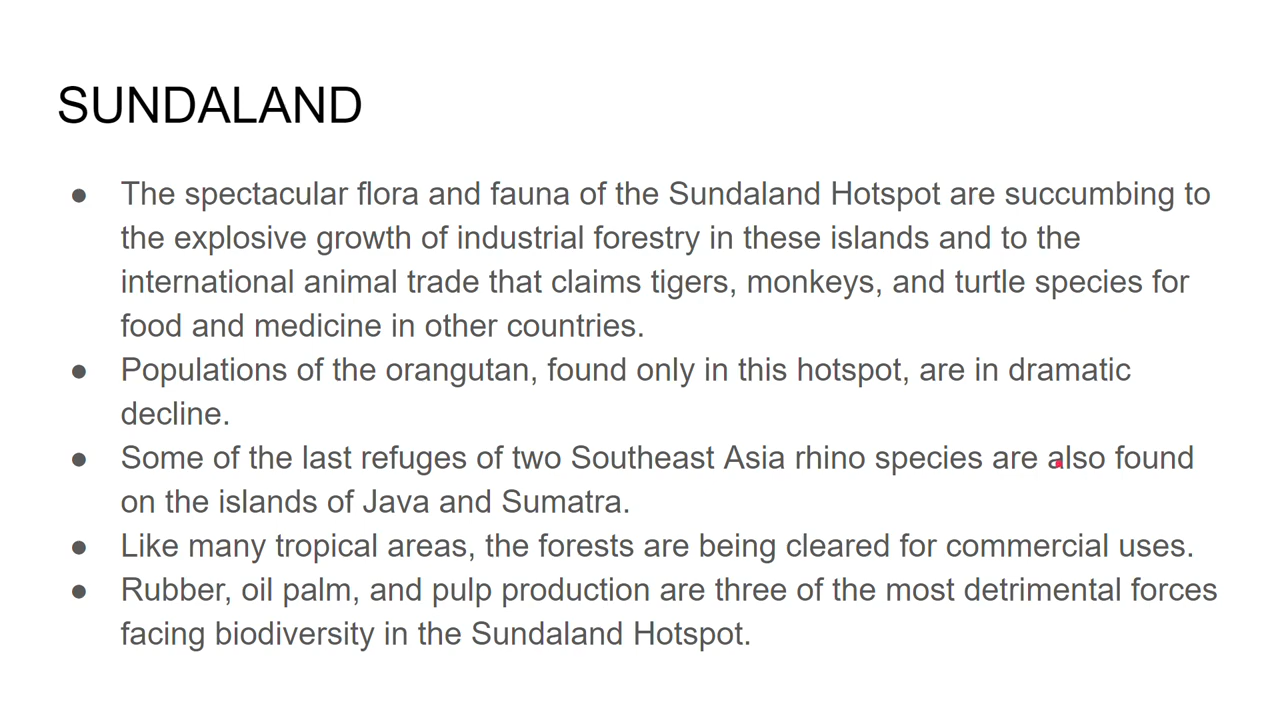 SUNDALAND
● The spectacular flora and fauna of the Sundaland Hotspot are succumbing to
the explosive growth of industrial forestry in these islands and to the
international animal trade that claims tigers, monkeys, and turtle species for
food and medicine in other countries.
● Populations of the orangutan, found only in this hotspot, are in dramatic
decline.
● Some of the last refuges of two Southeast Asia rhino species are also found
on the islands of Java and Sumatra.
● Like many tropical areas, the forests are being cleared for commercial uses.
● Rubber, oil palm, and pulp production are three of the most detrimental forces
facing biodiversity in the Sundaland Hotspot.